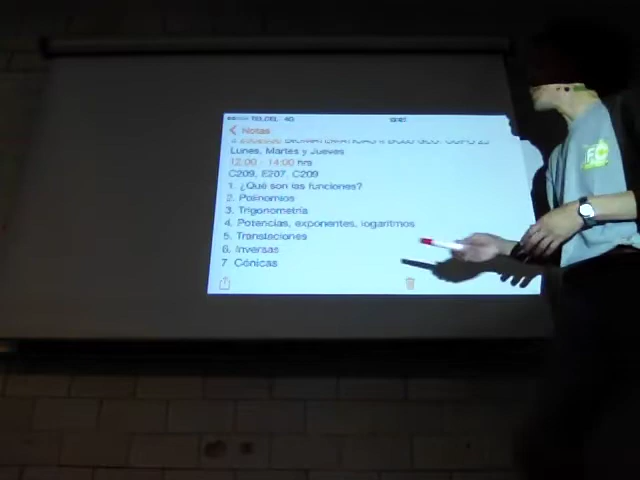 TELCEL 4G
Notas
Lunes, Martes y Jueves
12:00 - 14:00 hrs
C209, E207, C209
1. ¿Qué son las funciones?
2. Polinomios
3. Trigonometría
4. Potencias, exponentes, logaritmos
5. Translaciones
6. Inversas
7 Cónicas